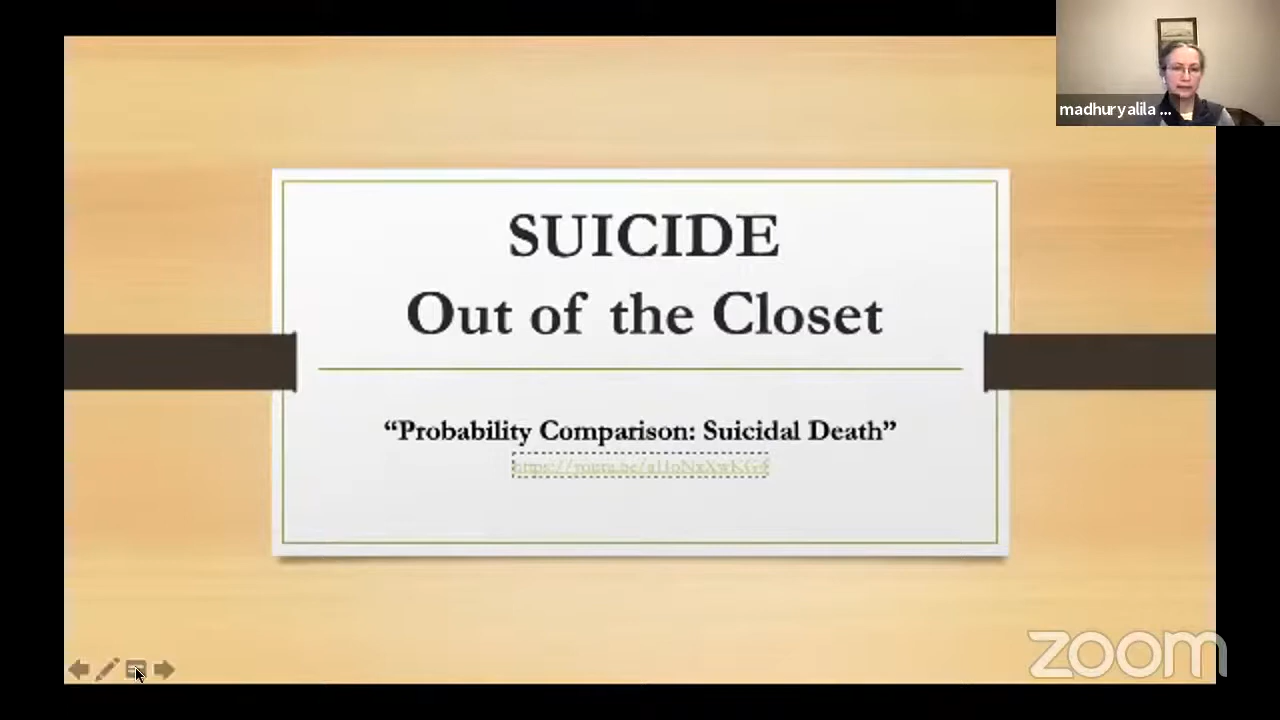 madhuryalila ...
SUICIDE
Out of the Closet
“Probability Comparison: Suicidal Death”
zoom